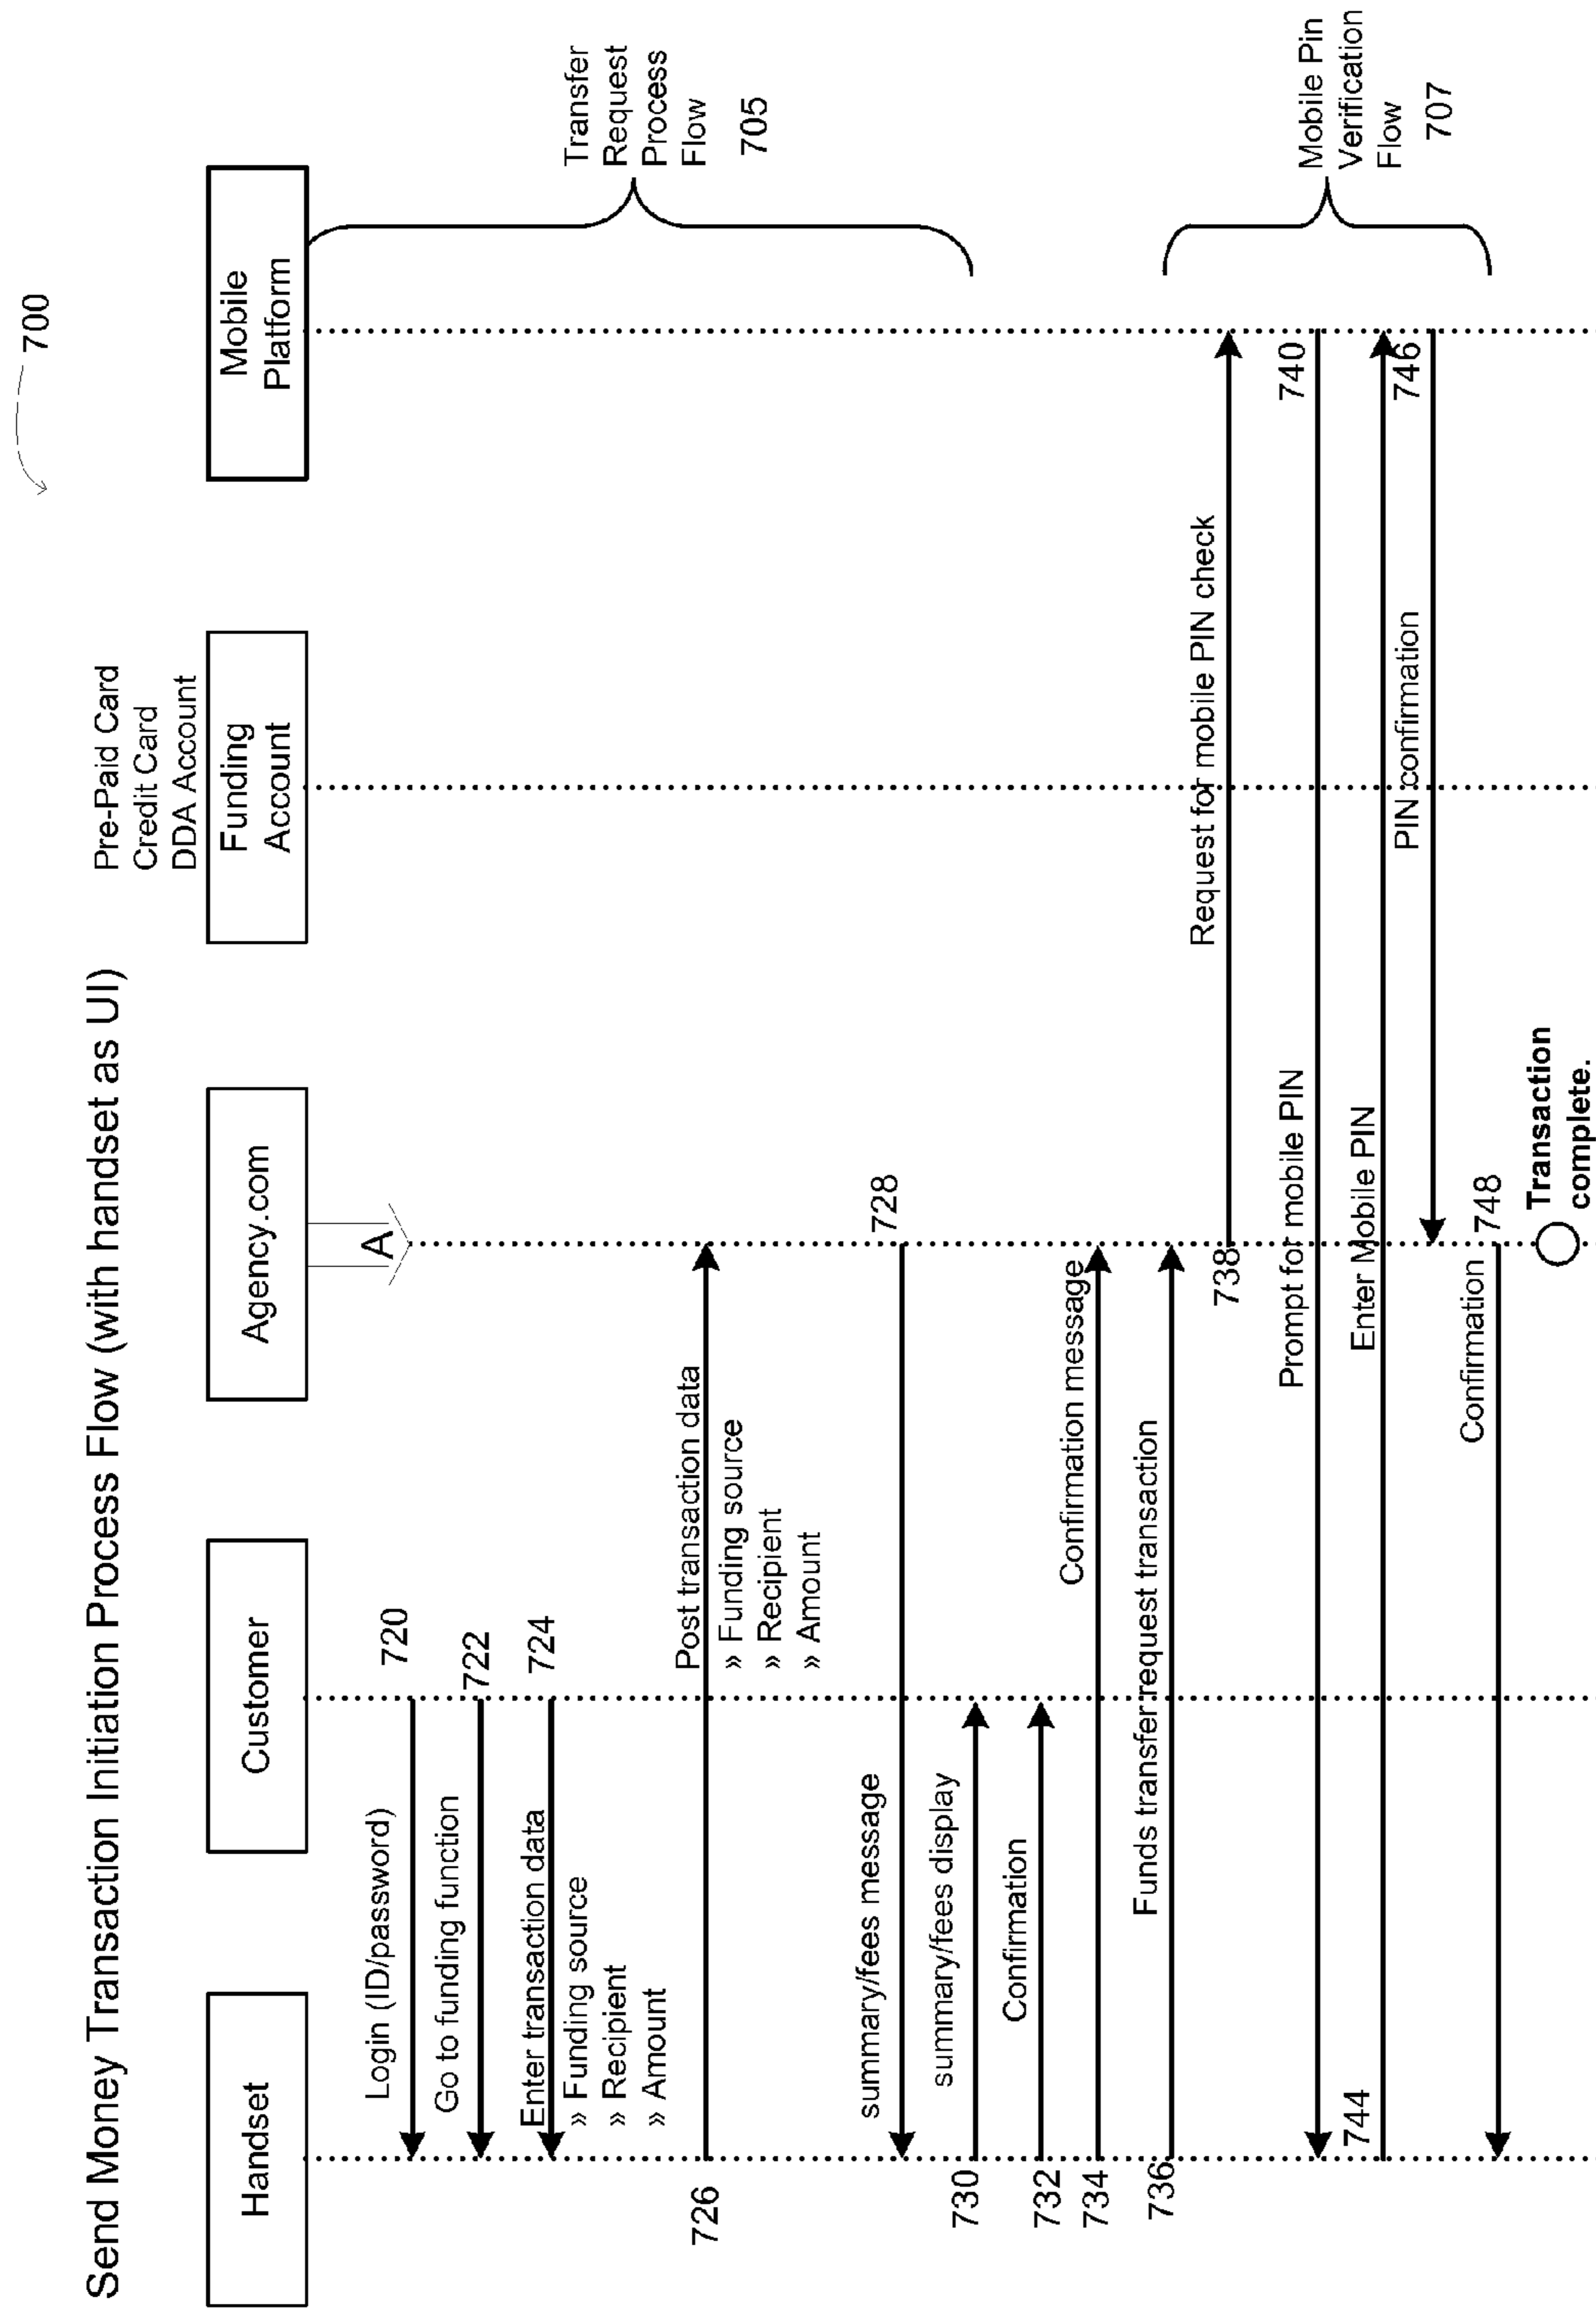 700
Send Money Transaction Initiation Process Flow (with handset as UI)
Pre-Paid Card
Credit Card
DDA Account
Handset
Customer
Agency.com
Funding
Account
Mobile
Platform
A
Login (ID/password)
720
Go to funding function
722
Enter transaction data
724
» Funding source
» Recipient
» Amount
Transfer
Request
Process
Flow
705
726
Post transaction data
» Funding source
» Recipient
» Amount
summary/fees message
728
730
summary/fees display
732
Confirmation
734
Confirmation message
736
Funds transfer request transaction
738
Request for mobile PIN check
Prompt for mobile PIN
740
744
Enter Mobile PIN
PIN confirmation
746
Mobile Pin
Verification
Flow
707
Confirmation
748
Transaction
complete.